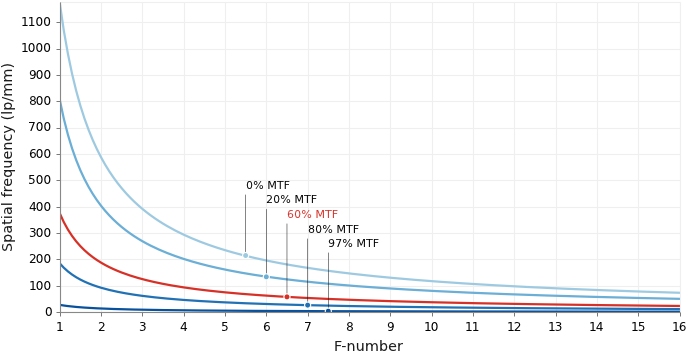 1100
1000
900
800
700
600
500
400
300
200
100
0
Spatial frequency (lp/mm)
0% MTF
20% MTF
60% MTF
80% MTF
97% MTF
1 2 3 4 5 6 7 8 9 10 11 12 13 14 15 16
F-number